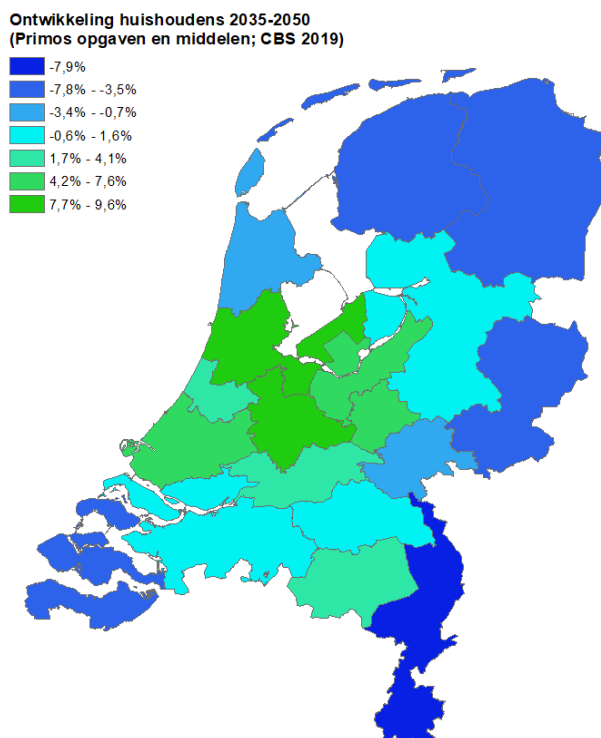 Ontwikkeling huishoudens 2035-2050
(Primos opgaven en middelen; CBS 2019)
-7,9%
-7,8% - -3,5%
-3,4% - -0,7%
-0,6% - 1,6%
1,7% - 4,1%
4,2% - 7,6%
7,7% - 9,6%